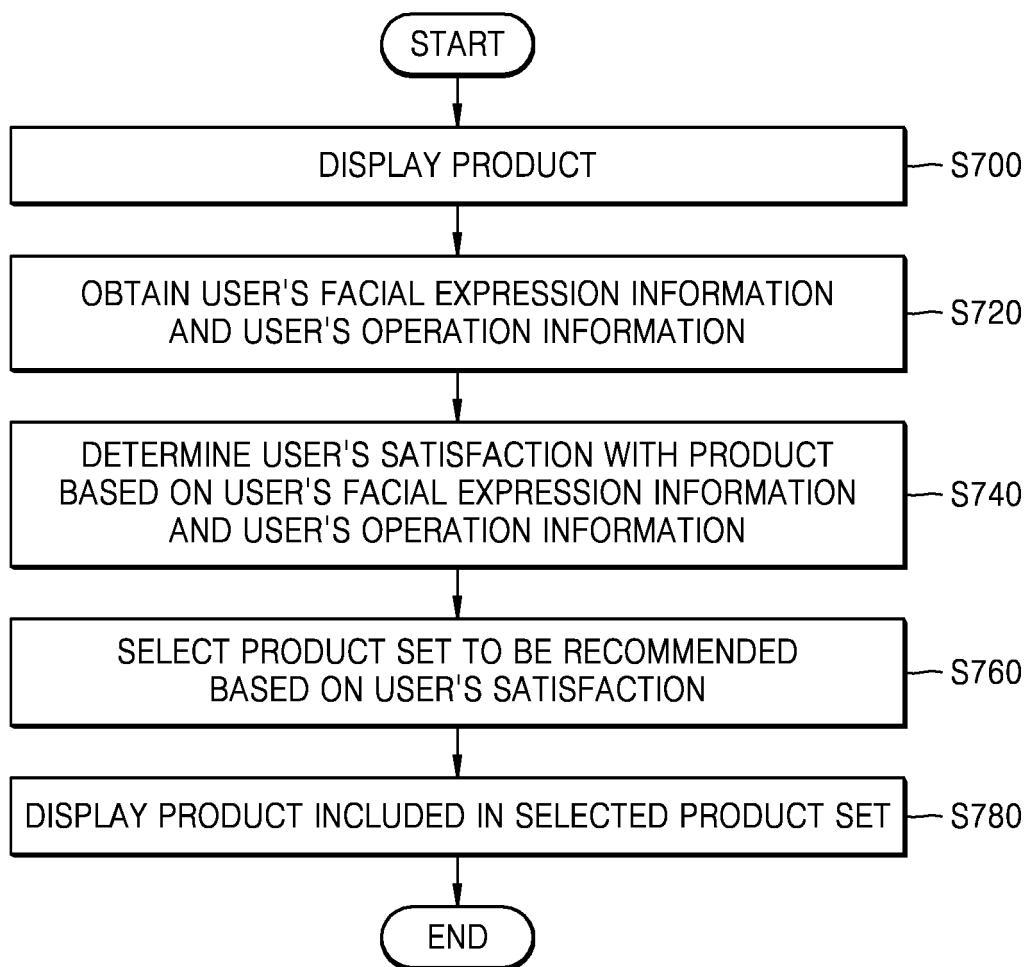 START
DISPLAY PRODUCT
S700
OBTAIN USER'S FACIAL EXPRESSION INFORMATION
AND USER'S OPERATION INFORMATION
S720
DETERMINE USER'S SATISFACTION WITH PRODUCT
BASED ON USER'S FACIAL EXPRESSION INFORMATION
AND USER'S OPERATION INFORMATION
S740
SELECT PRODUCT SET TO BE RECOMMENDED
BASED ON USER'S SATISFACTION
S760
DISPLAY PRODUCT INCLUDED IN SELECTED PRODUCT SET
S780
END